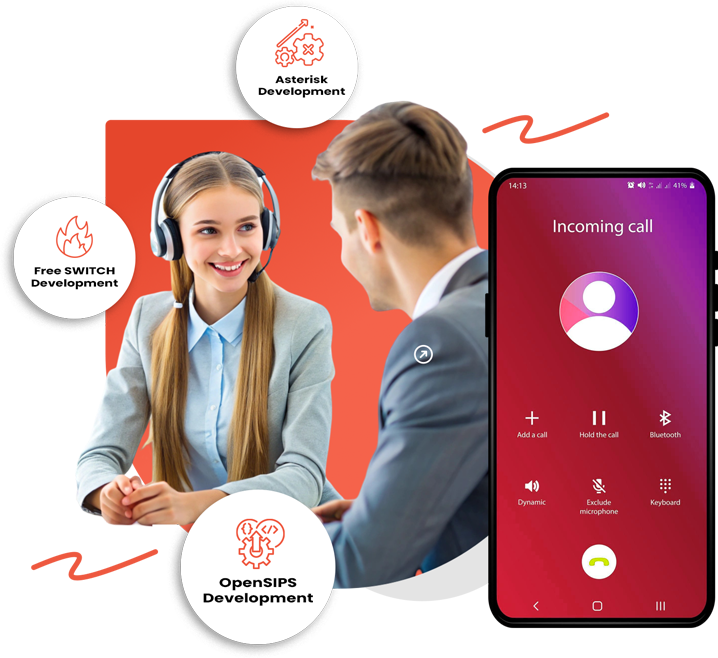 Asterisk
Development
Free SWITCH
Development
OpenSIPS
Development
14:13
41%
Incoming call
Add a call
Hold the call
Bluetooth
Dynamic
Exclude
microphone
Keyboard